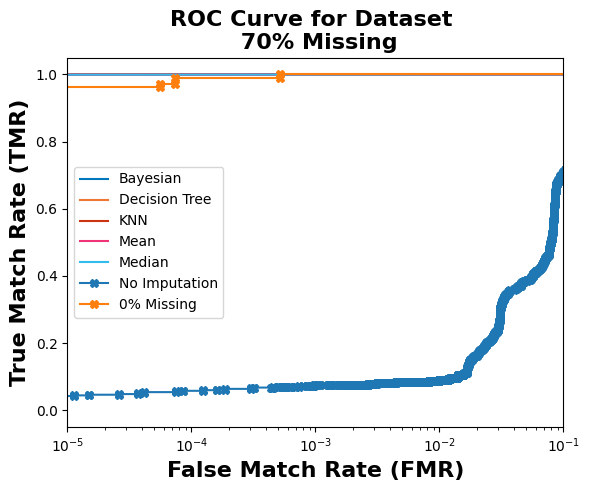 ROC Curve for Dataset
70% Missing
True Match Rate (TMR)
1.0
0.8
0.6
0.4
0.2
0.0
Bayesian
Decision Tree
KNN
Mean
Median
No Imputation
0% Missing
10⁻⁵
10⁻⁴
10⁻³
10⁻²
10⁻¹
False Match Rate (FMR)